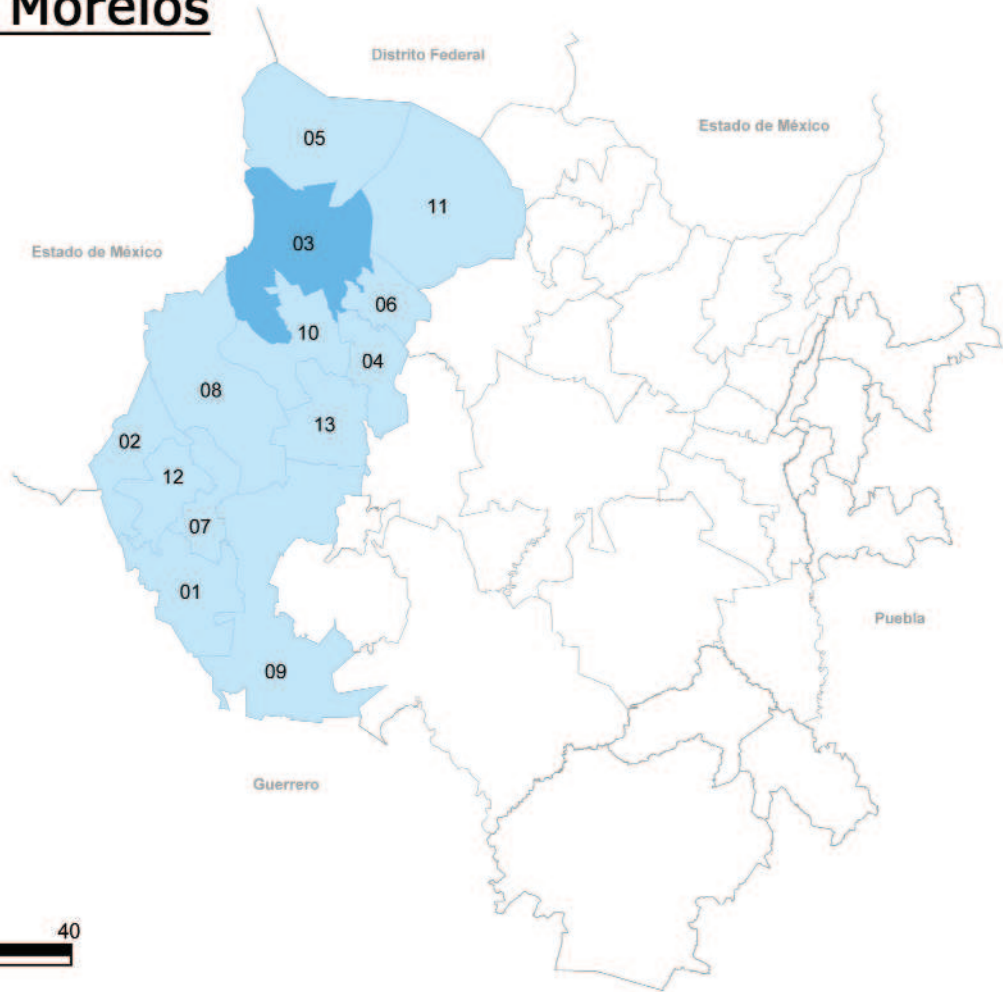 Morelos
Distrito Federal
Estado de México
05
11
Estado de México
03
06
10
04
08
13
02
12
07
01
Puebla
09
Guerrero
40